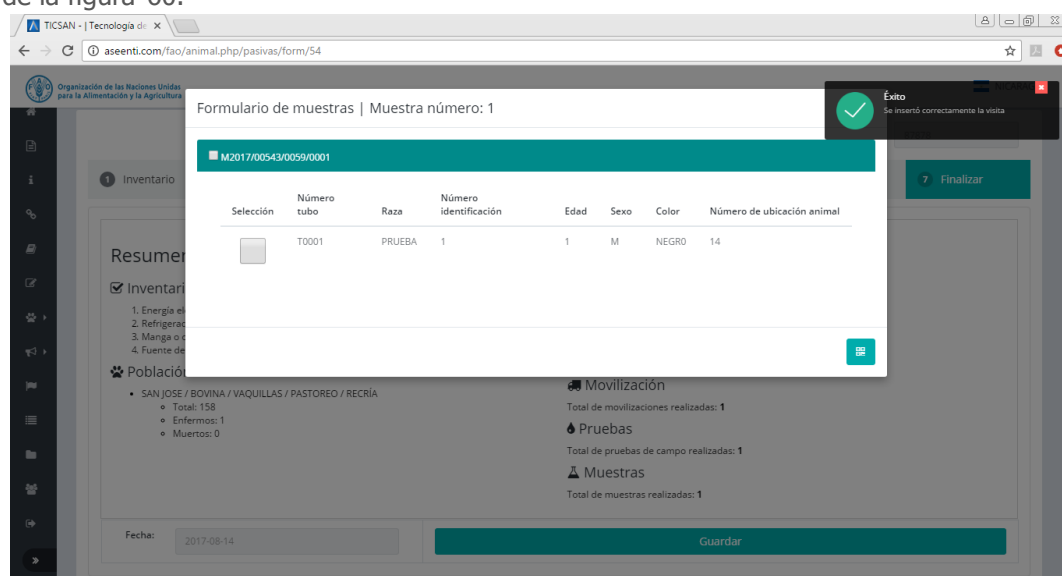 de la figura 60.
TICSAN - | Tecnología de
aseenti.com/fao/animal.php/pasivas/form/54
Organización de las Naciones Unidas
para la Alimentación y la Agricultura
Formulario de muestras | Muestra número: 1
Éxito
Se insertó correctamente la visita
M2017/00543/0059/0001
1 Inventario
7 Finalizar
Selección Número tubo Raza Número identificación Edad Sexo Color Número de ubicación animal
T0001 PRUEBA 1 1 M NEGR0 14
Resumen
Inventari
1. Energía el
2. Refrigerac
3. Manga o c
4. Fuente de
Población
SAN JOSE / BOVINA / VAQUILLAS / PASTOREO / RECRÍA
Total: 158
Enfermos: 1
Muertos: 0
Movilización
Total de movilizaciones realizadas: 1
Pruebas
Total de pruebas de campo realizadas: 1
Muestras
Total de muestras realizadas: 1
Fecha: 2017-08-14
Guardar